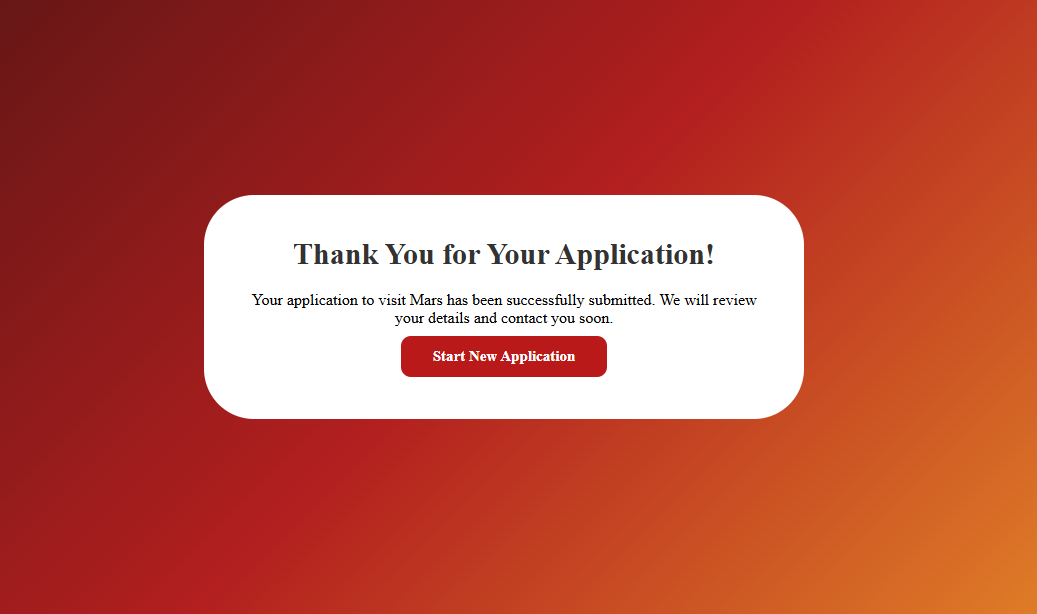 Thank You for Your Application!
Your application to visit Mars has been successfully submitted. We will review
your details and contact you soon.
Start New Application